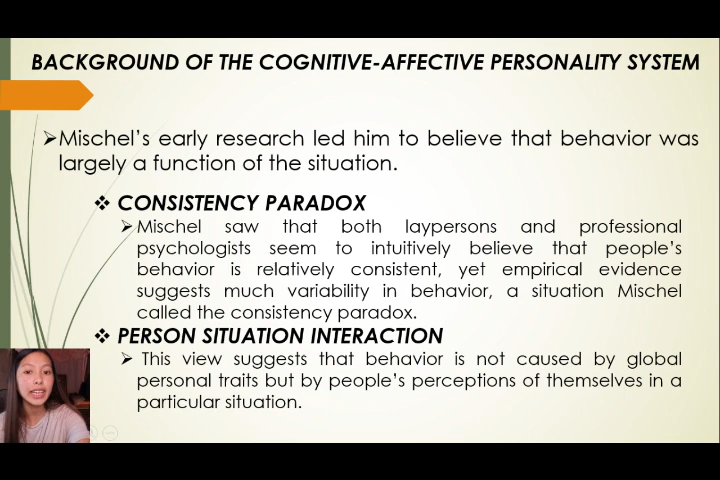 BACKGROUND OF THE COGNITIVE-AFFECTIVE PERSONALITY SYSTEM
➢Mischel's early research led him to believe that behavior was
largely a function of the situation.
❖ CONSISTENCY PARADOX
➢Mischel saw that both laypersons and professional
psychologists seem to intuitively believe that people's
behavior is relatively consistent, yet empirical evidence
suggests much variability in behavior, a situation Mischel
called the consistency paradox.
❖ PERSON SITUATION INTERACTION
➢ This view suggests that behavior is not caused by global
personal traits but by people's perceptions of themselves in a
particular situation.